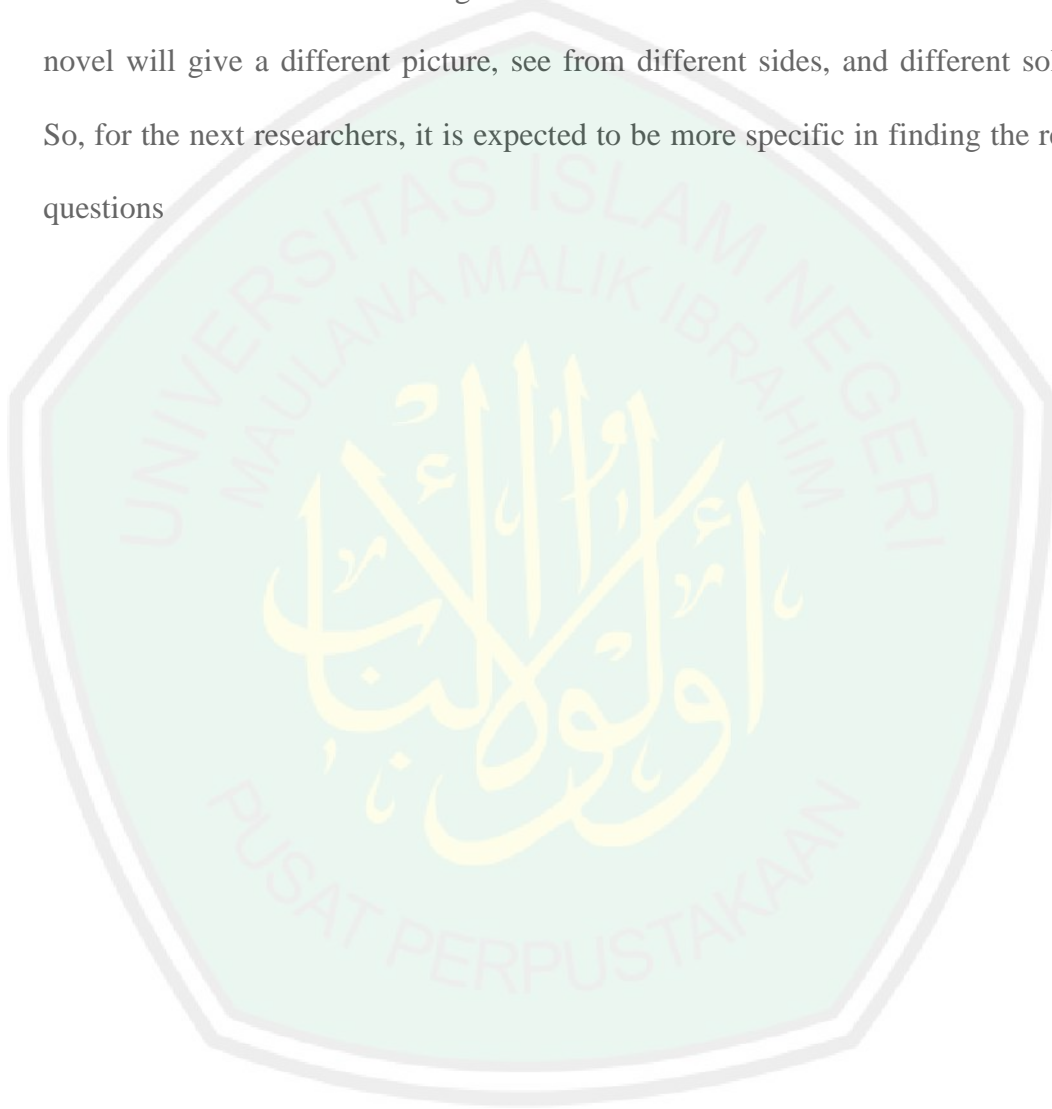 novel will give a different picture, see from different sides, and different
So, for the next researchers, it is expected to be more specific in finding the
questions
UNIVERSITAS ISLAM NEGERI
MAULANA MALIK IBRAHIM
أولوا الألباب
PUSAT PERPUSTAKAAN